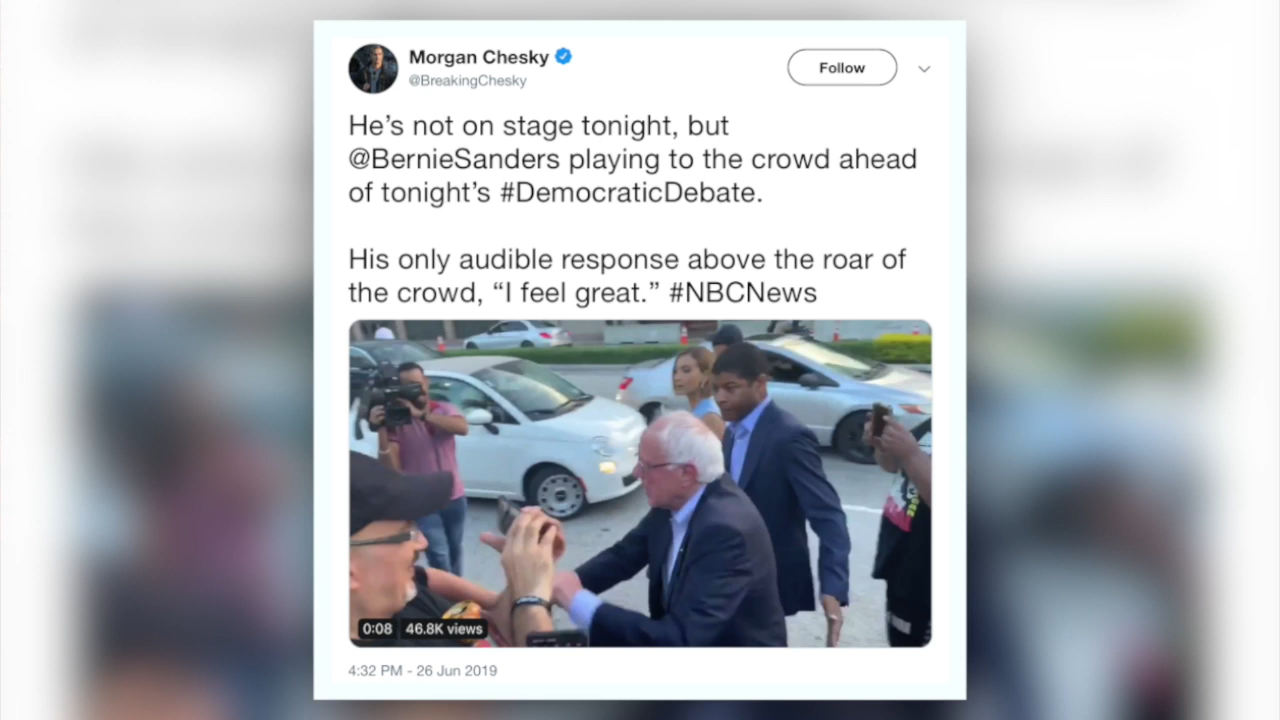 Morgan Chesky
@BreakingChesky
Follow
He’s not on stage tonight, but
@BernieSanders playing to the crowd ahead
of tonight’s #DemocraticDebate.
His only audible response above the roar of
the crowd, “I feel great.” #NBCNews
0:08 46.8K views
4:32 PM - 26 Jun 2019